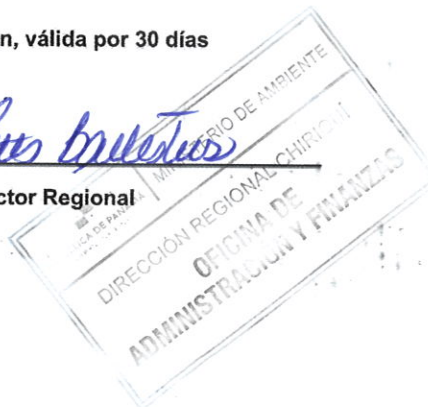 n, válida por 30 días
ctor Regional
MINISTERIO DE AMBIENTE
DIRECCIÓN REGIONAL CHIRIQUÍ
OFICINA DE
ADMINISTRACIÓN Y FINANZAS